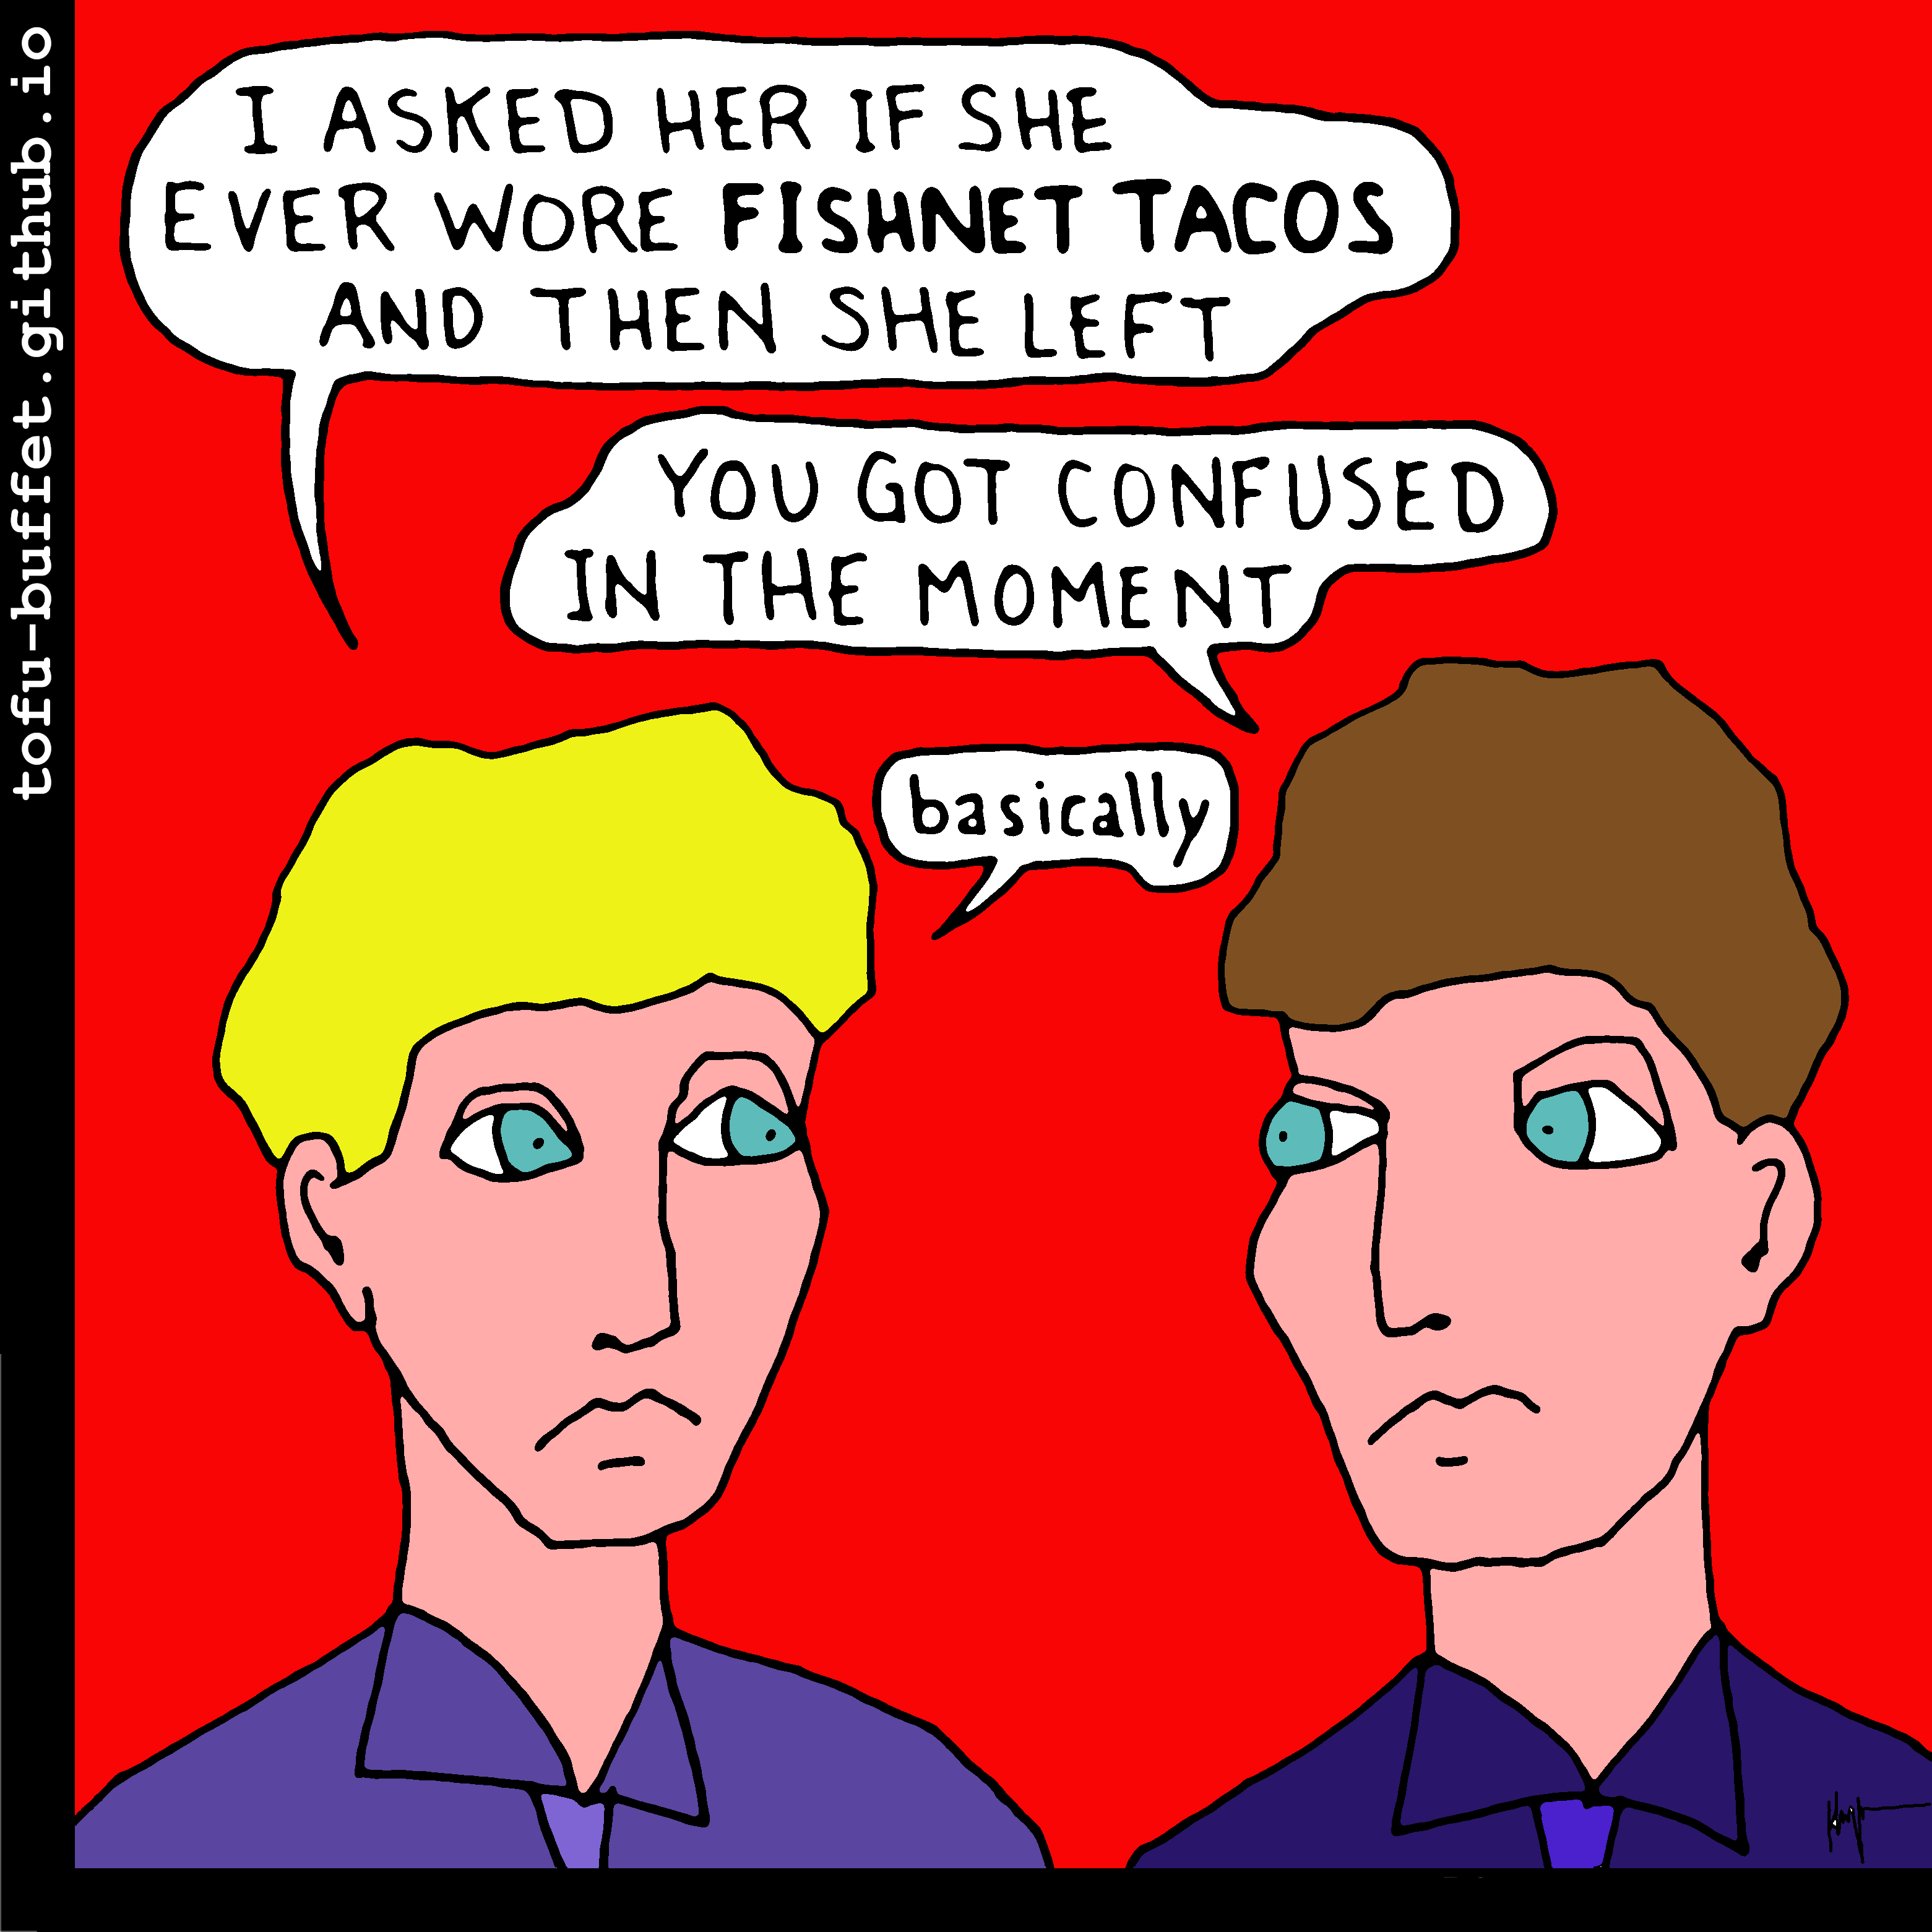 tofu-buffet.github.io
I ASKED HER IF SHE
EVER WORE FISHNET TACOS
AND THEN SHE LEFT
YOU GOT CONFUSED
IN THE MOMENT
basically